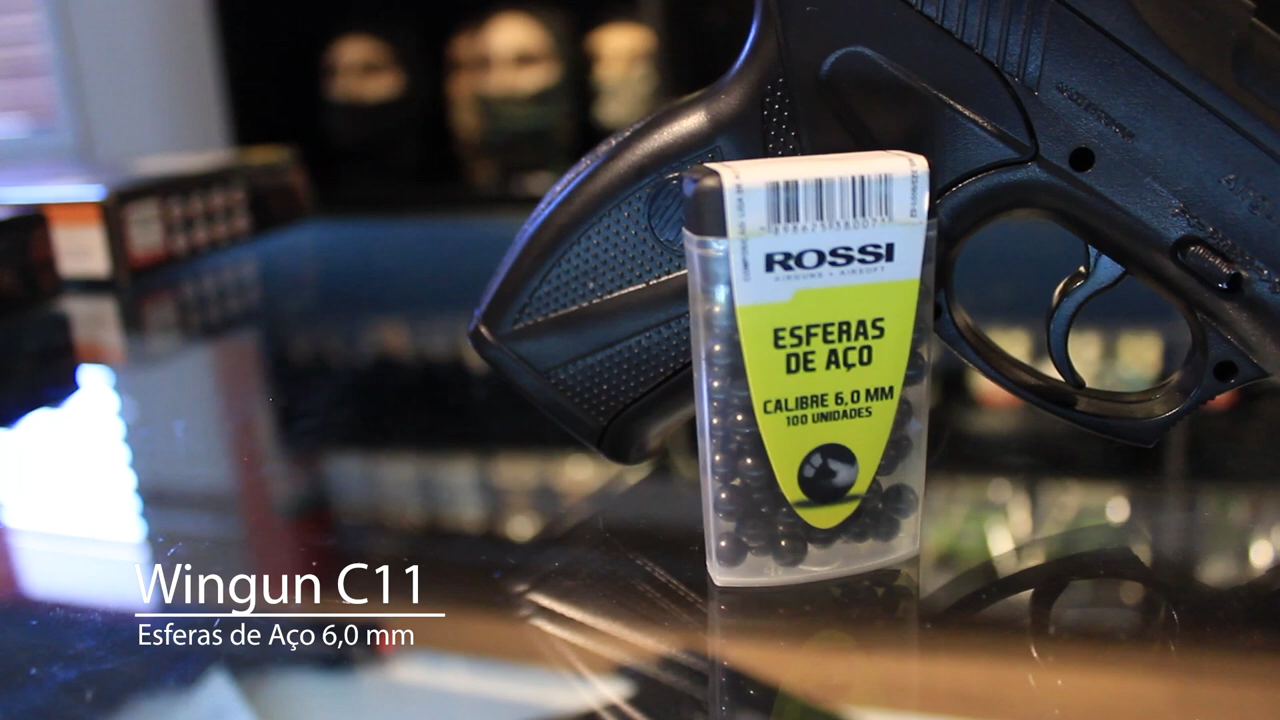 ROSSI
AIRGUNS • AIRSOFT
ESFERAS
DE AÇO
CALIBRE 6,0 MM
100 UNIDADES
Wingun C11
Esferas de Aço 6,0 mm